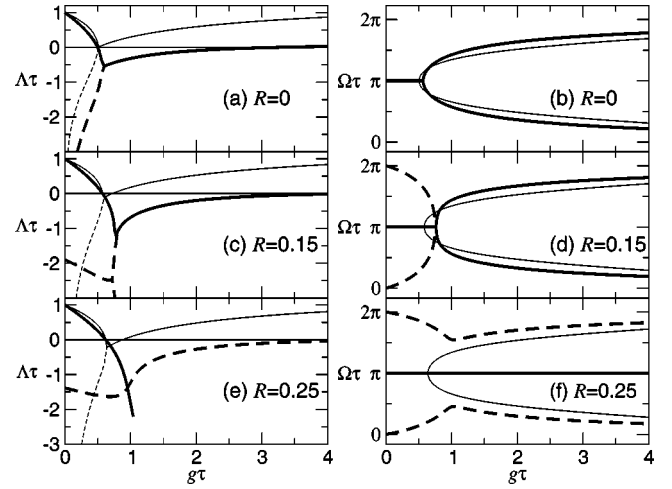 1
0
Λτ -1
-2
(a) R=0
2π
Ωτ π
0
(b) R=0
1
0
Λτ -1
-2
(c) R=0.15
2π
Ωτ π
0
(d) R=0.15
1
0
Λτ -1
-2
-3
(e) R=0.25
0 1 2 3 4
gτ
2π
Ωτ π
0
(f) R=0.25
0 1 2 3 4
gτ